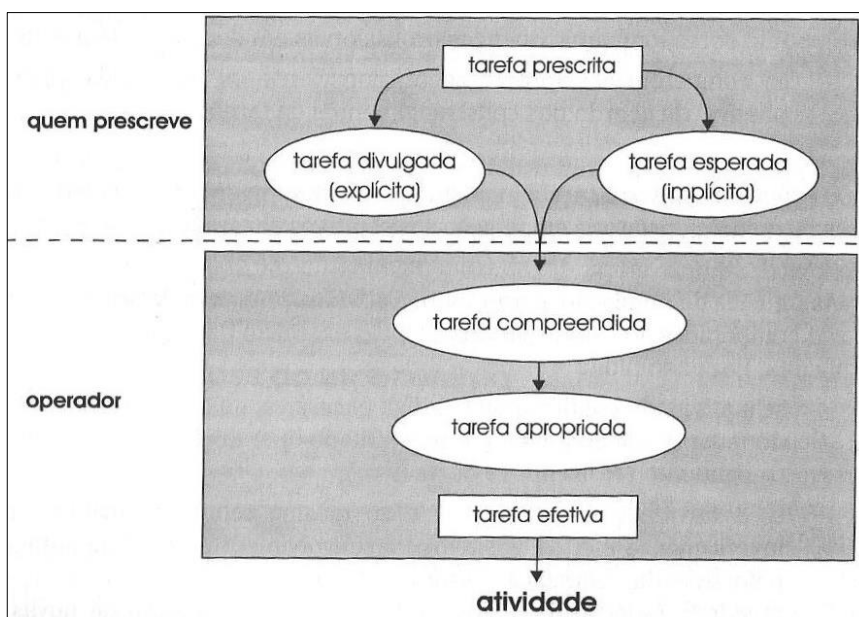 tarefa prescrita
quem prescreve
tarefa divulgada
(explícita)
tarefa esperada
(implícita)
tarefa compreendida
operador
tarefa apropriada
tarefa efetiva
atividade